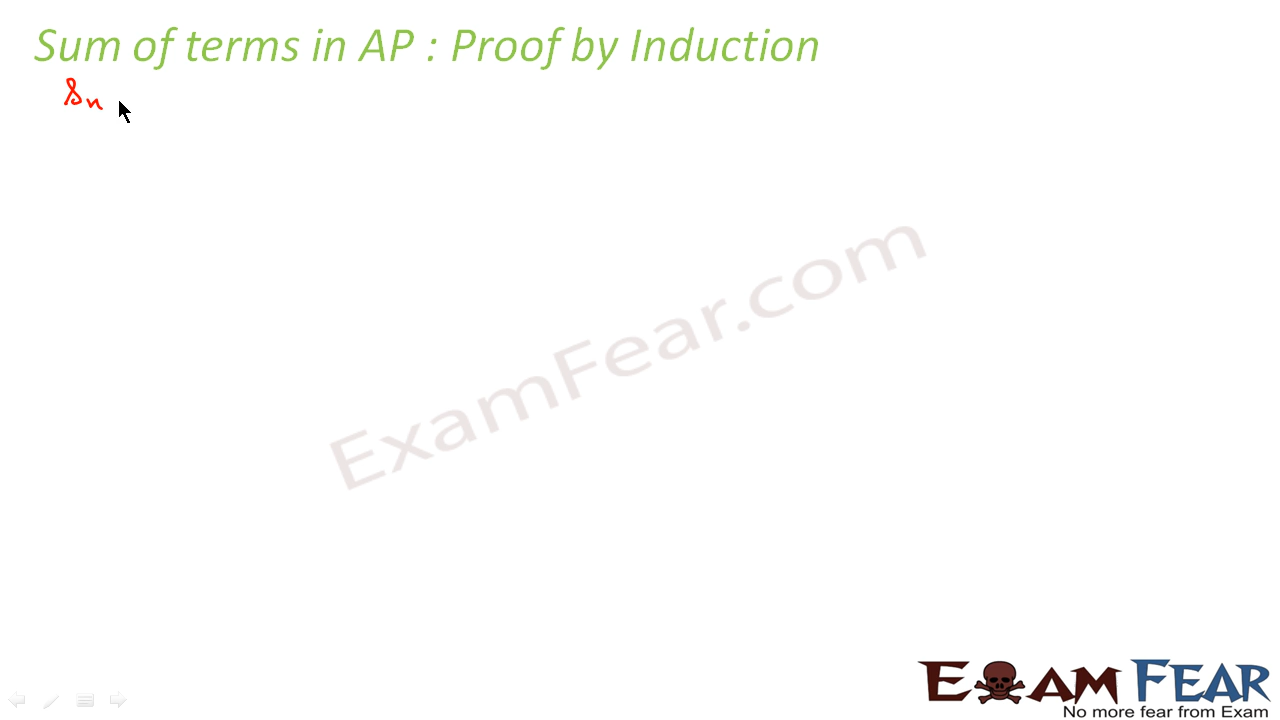 Sum of terms in AP : Proof by Induction
Sn
ExamFear.com
EXAM FEAR
No more fear from Exam